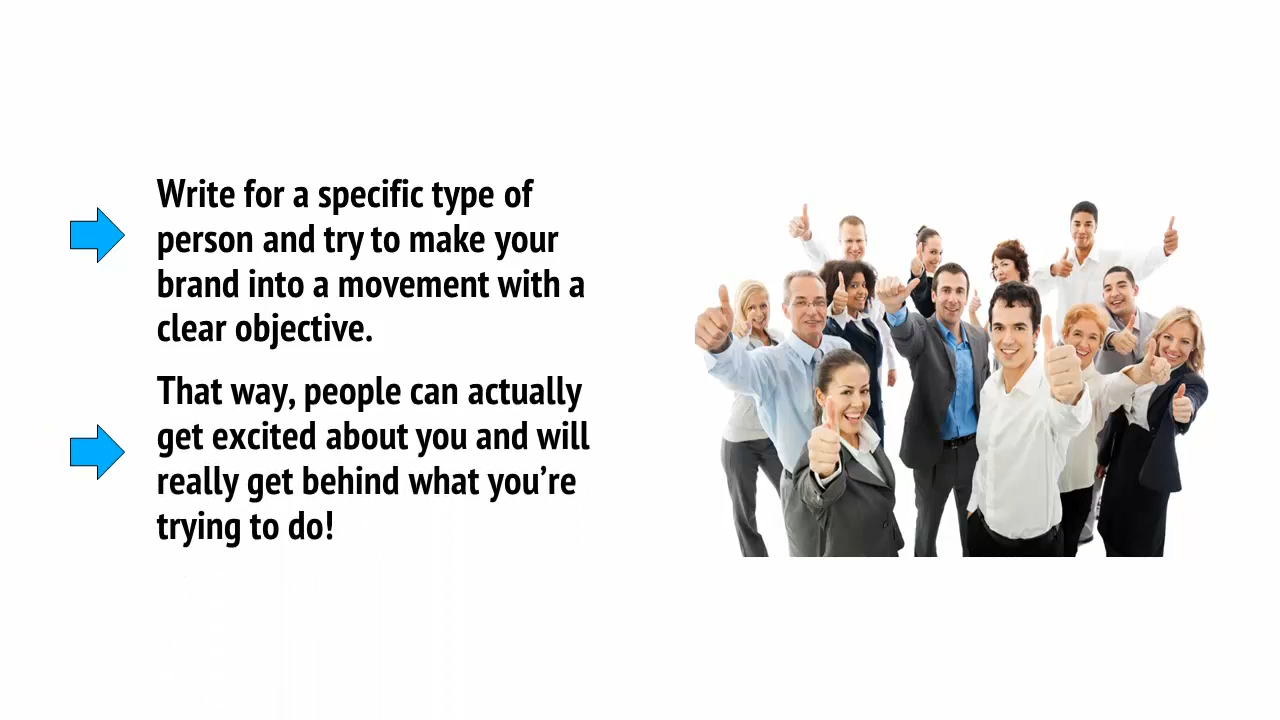 Write for a specific type of
person and try to make your
brand into a movement with a
clear objective.
That way, people can actually
get excited about you and will
really get behind what you’re
trying to do!